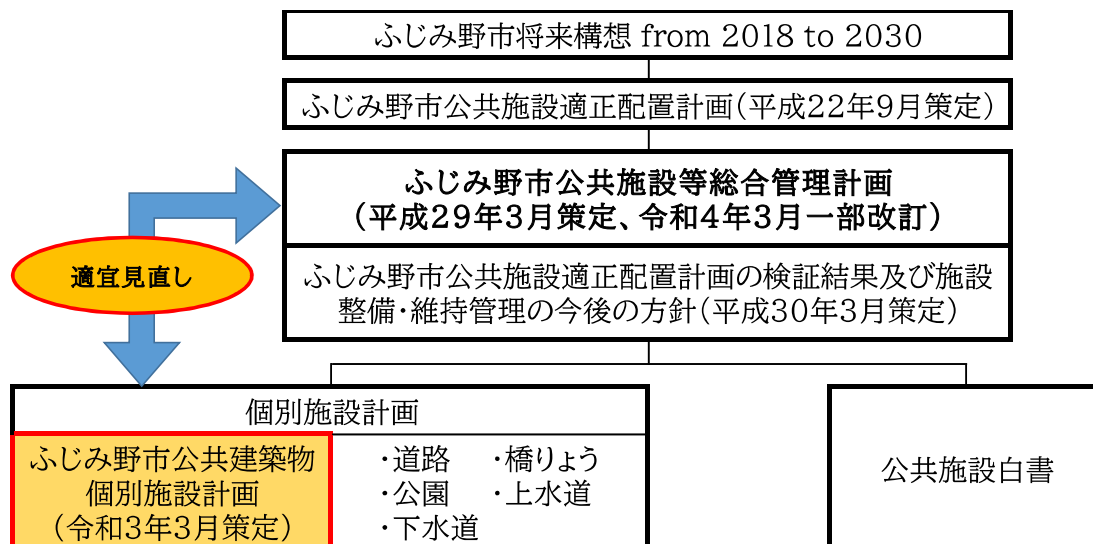 ふじみ野市将来構想 from 2018 to 2030
ふじみ野市公共施設適正配置計画(平成22年9月策定)
ふじみ野市公共施設等総合管理計画
(平成29年3月策定、令和4年3月一部改訂)
適宜見直し
ふじみ野市公共施設適正配置計画の検証結果及び施設
整備・維持管理の今後の方針(平成30年3月策定)
個別施設計画
ふじみ野市公共建築物
個別施設計画
(令和3年3月策定)
・道路 ・橋りょう
・公園 ・上水道
・下水道
公共施設白書